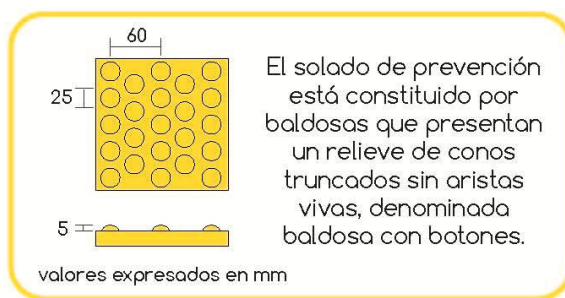 60
25
5
El solado de prevención
está constituido por
baldosas que presentan
un relieve de conos
truncados sin aristas
vivas, denominada
baldosa con botones.
valores expresados en mm